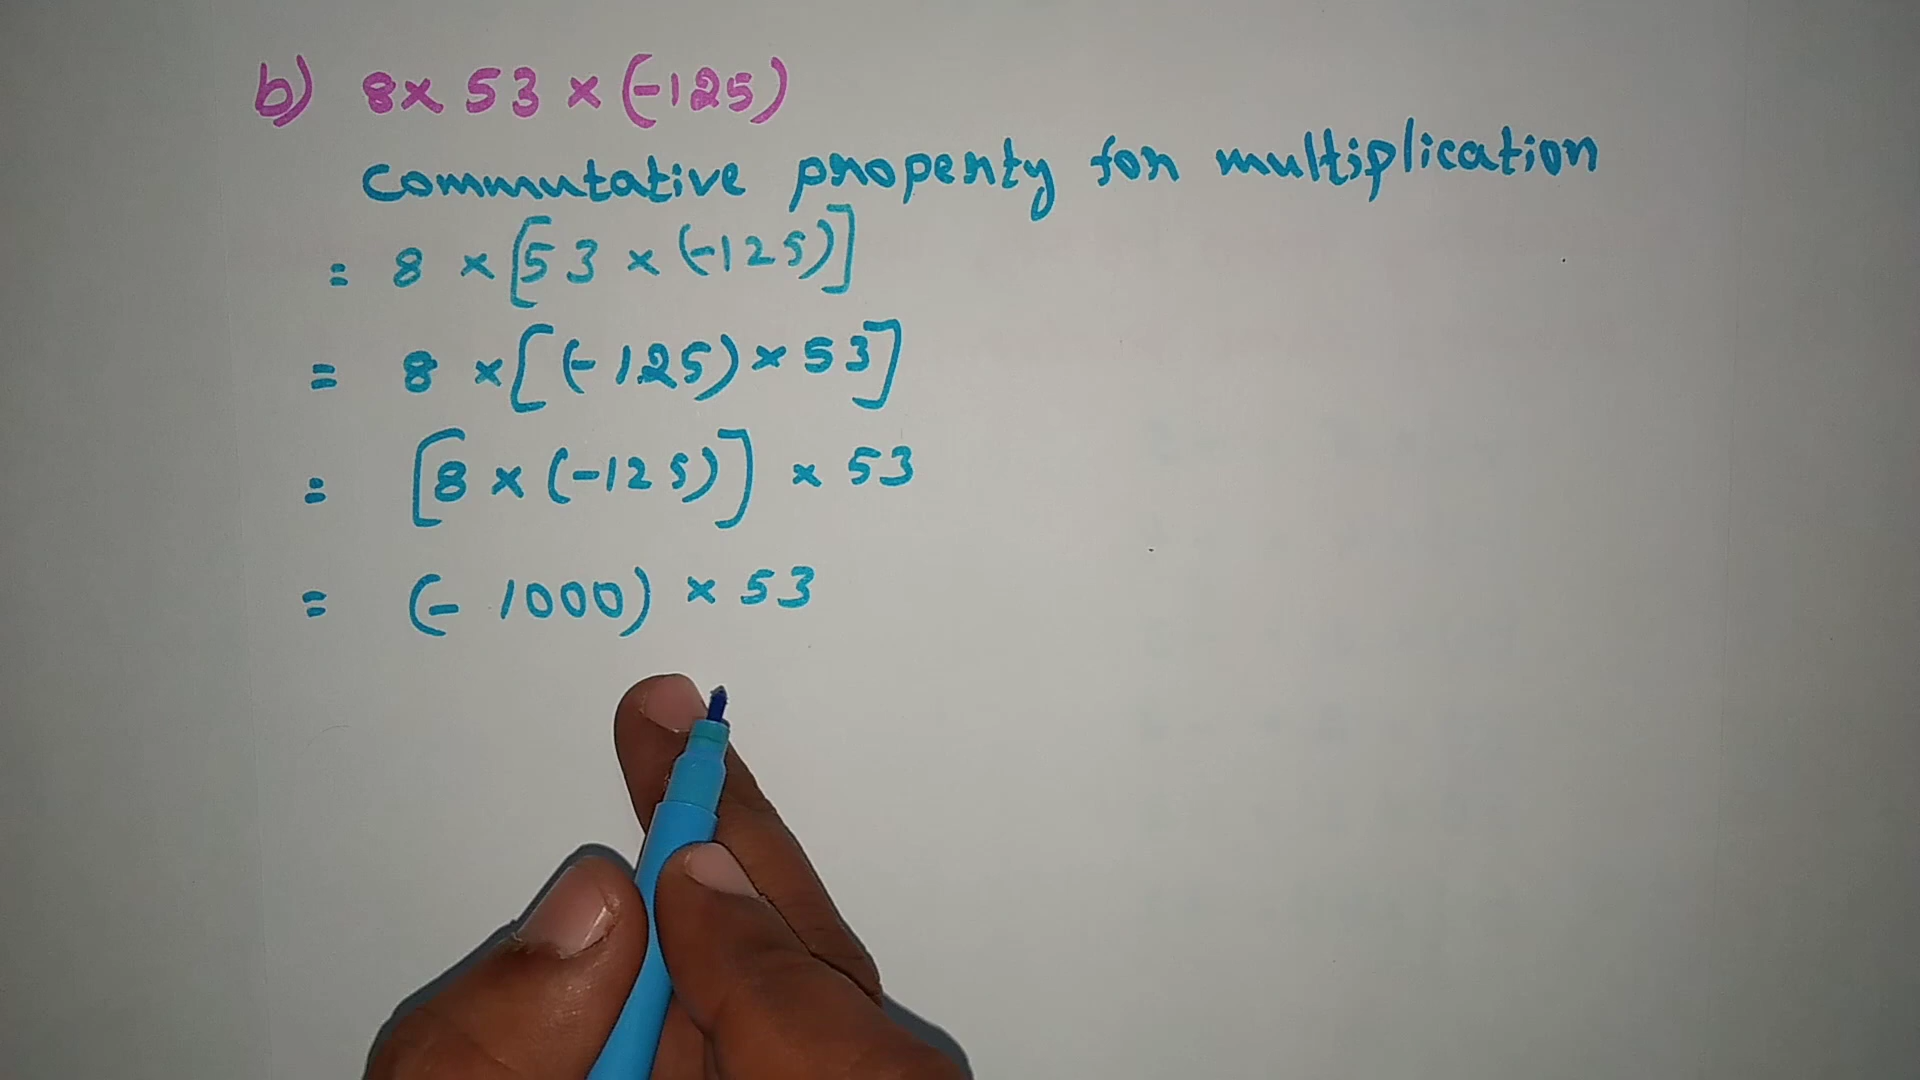 b) 8 x 53 x (-125)
Commutative property for multiplication
= 8 x [53 x (-125)]
= 8 x [(-125) x 53]
= [8 x (-125)] x 53
= (- 1000) x 53